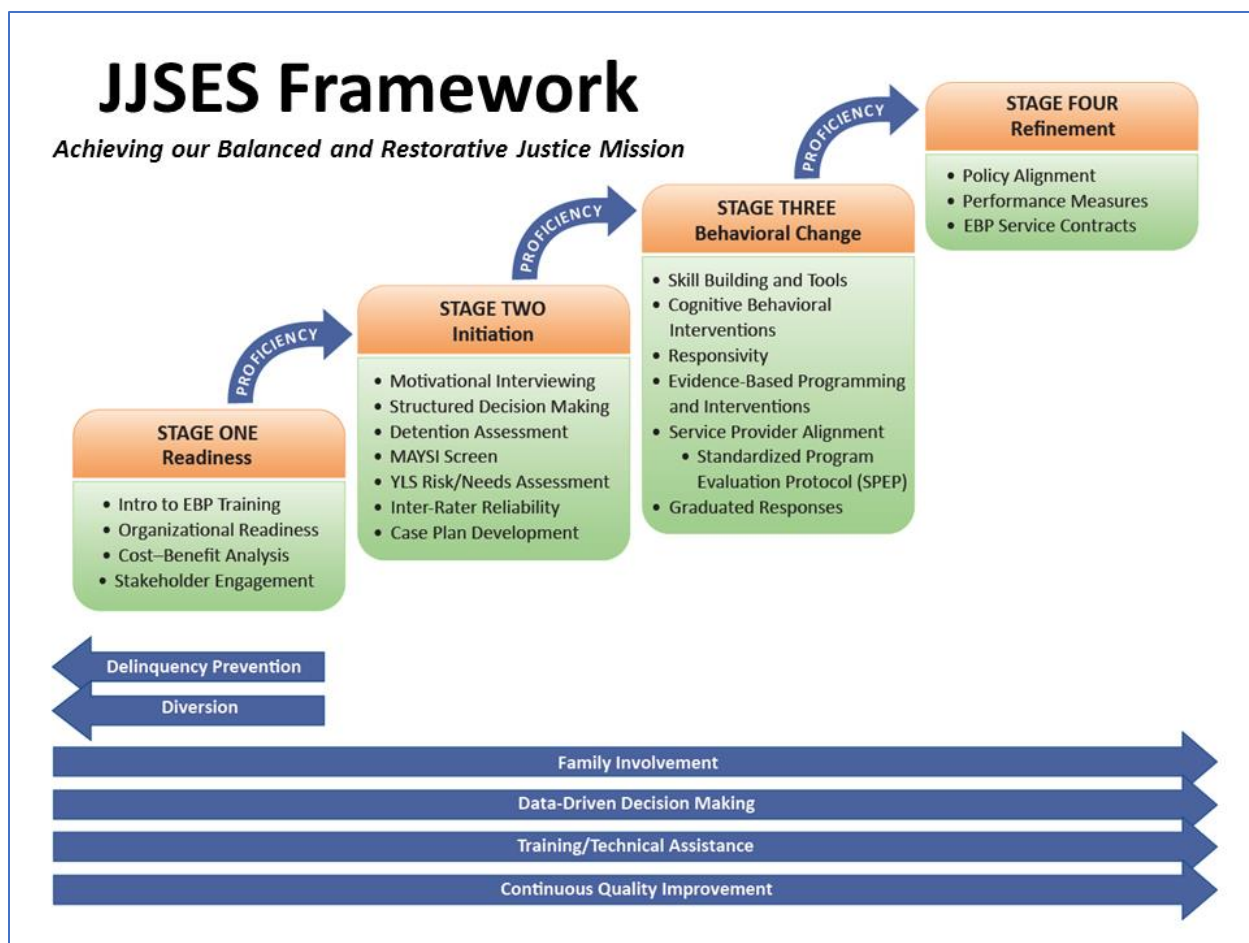 JJSES Framework
Achieving our Balanced and Restorative Justice Mission
STAGE ONE
Readiness
• Intro to EBP Training
• Organizational Readiness
• Cost–Benefit Analysis
• Stakeholder Engagement
PROFICIENCY
STAGE TWO
Initiation
• Motivational Interviewing
• Structured Decision Making
• Detention Assessment
• MAYSI Screen
• YLS Risk/Needs Assessment
• Inter-Rater Reliability
• Case Plan Development
PROFICIENCY
STAGE THREE
Behavioral Change
• Skill Building and Tools
• Cognitive Behavioral
Interventions
• Responsivity
• Evidence-Based Programming
and Interventions
• Service Provider Alignment
• Standardized Program
Evaluation Protocol (SPEP)
• Graduated Responses
PROFICIENCY
STAGE FOUR
Refinement
• Policy Alignment
• Performance Measures
• EBP Service Contracts
Delinquency Prevention
Diversion
Family Involvement
Data-Driven Decision Making
Training/Technical Assistance
Continuous Quality Improvement